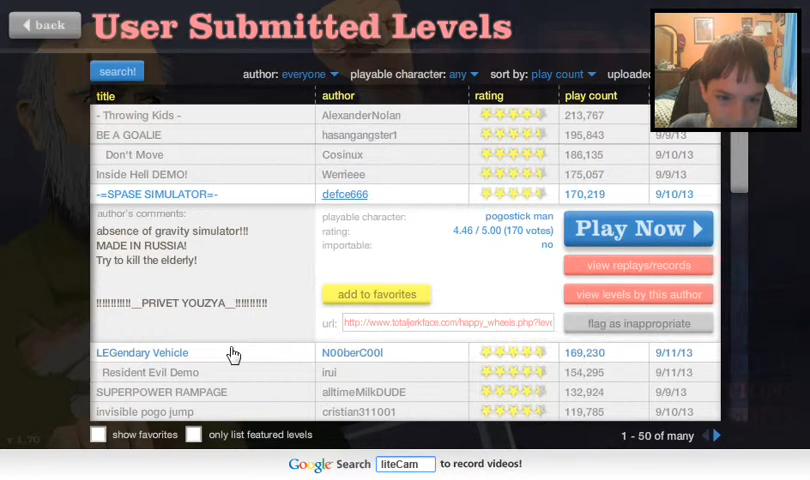 back
User Submitted Levels
search!
author: everyone
playable character: any
sort by: play count
uploaded
title author rating play count
- Throwing Kids - AlexanderNolan 213,767
BE A GOALIE hasangangster1 195,843 9/9/13
Don't Move Cosinux 186,135 9/10/13
Inside Hell DEMO! Werrieee 175,057 9/9/13
-=SPASE SIMULATOR=- defce666 170,219 9/10/13
author's comments:
absence of gravity simulator!!!
MADE IN RUSSIA!
Try to kill the elderly!
!!!!!!!!!!!!!__PRIVET YOUZYA__!!!!!!!!!!!!
playable character: pogostick man
rating: 4.46 / 5.00 (170 votes)
importable: no
add to favorites
url: http://www.totaljerkface.com/happy_wheels.php?leve
Play Now
view replays/records
view levels by this author
flag as inappropriate
LEGendary Vehicle N00berC00l 169,230 9/11/13
Resident Evil Demo irui 154,295 9/11/13
SUPERPOWER RAMPAGE alltimeMilkDUDE 132,924 9/9/13
invisible pogo jump cristian311001 119,785 9/10/13
show favorites
only list featured levels
1 - 50 of many
v 1.70
Google Search liteCam to record videos!